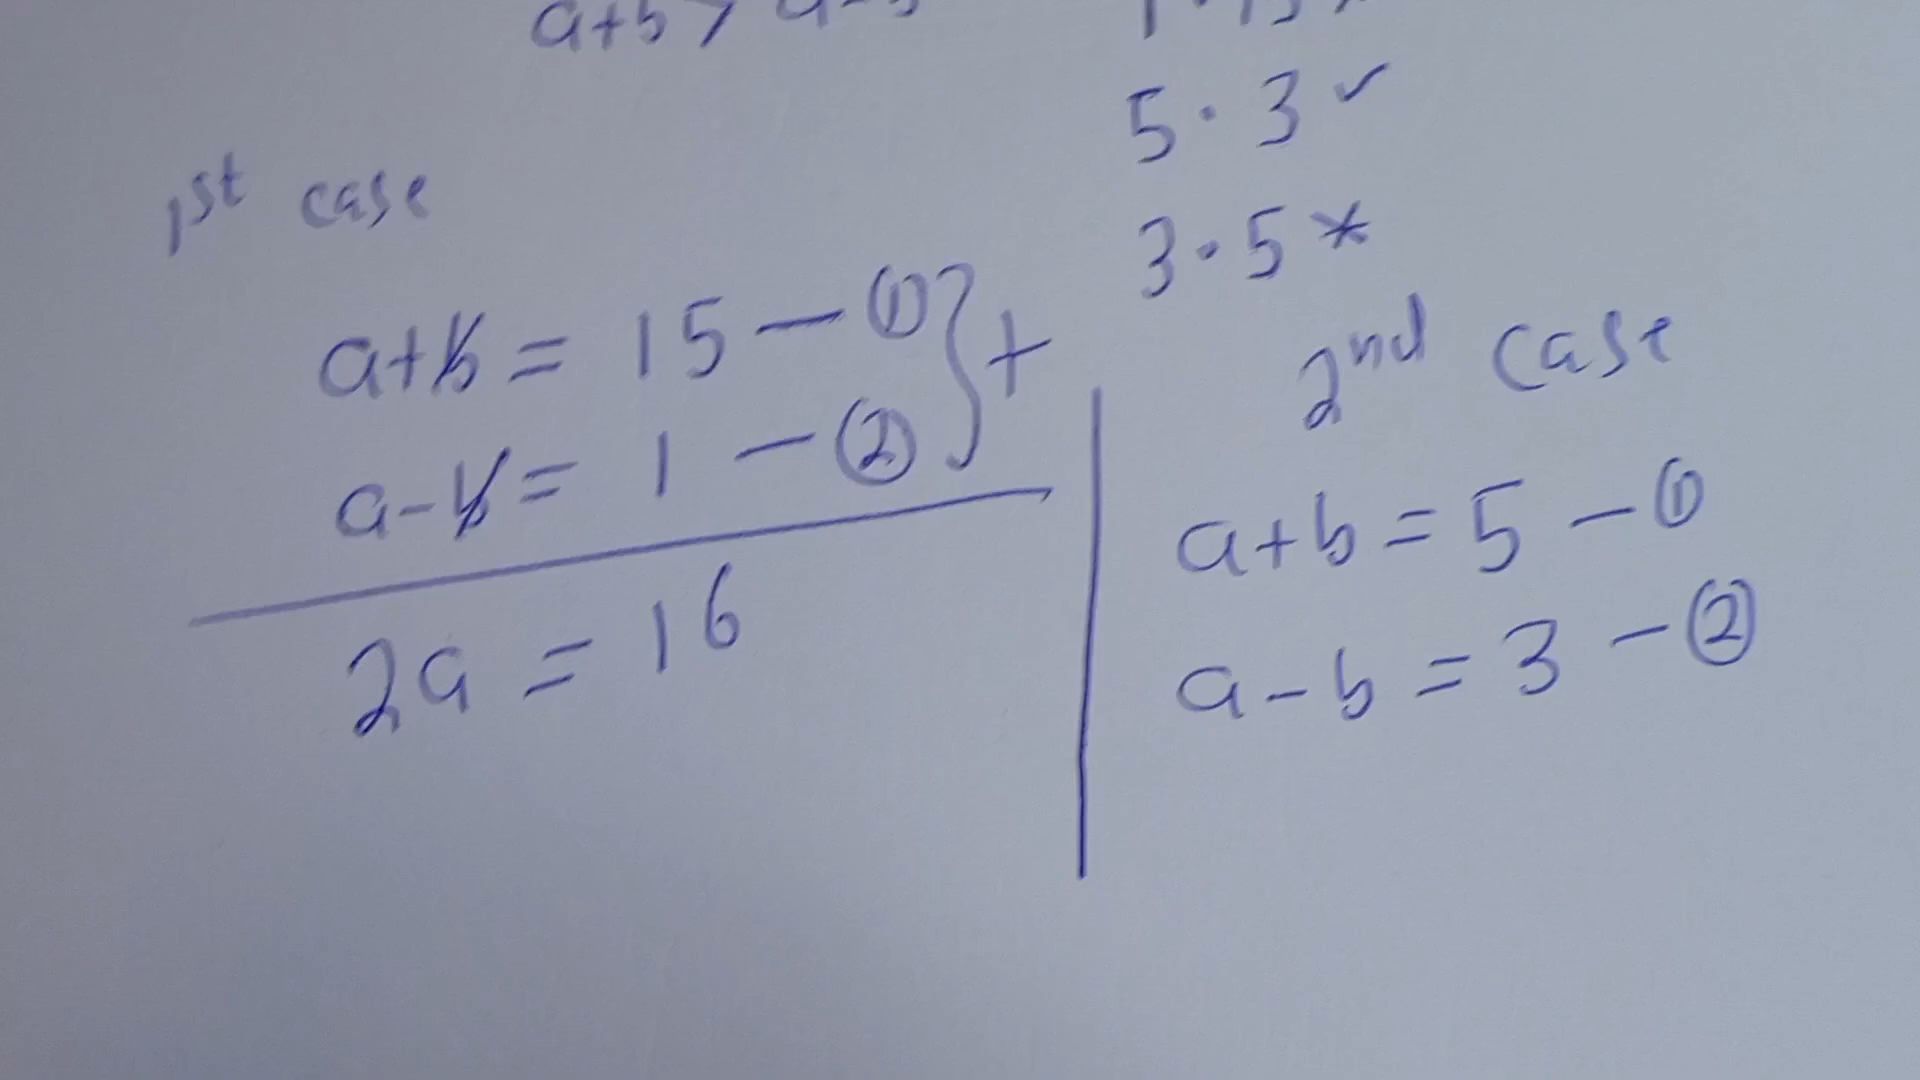 a+b >
5 · 3 ✓
3 · 5 *
1st case
a+b = 15 — ①
a-b = 1 — ② } +
2a = 16
2nd case
a+b = 5 — ①
a-b = 3 — ②